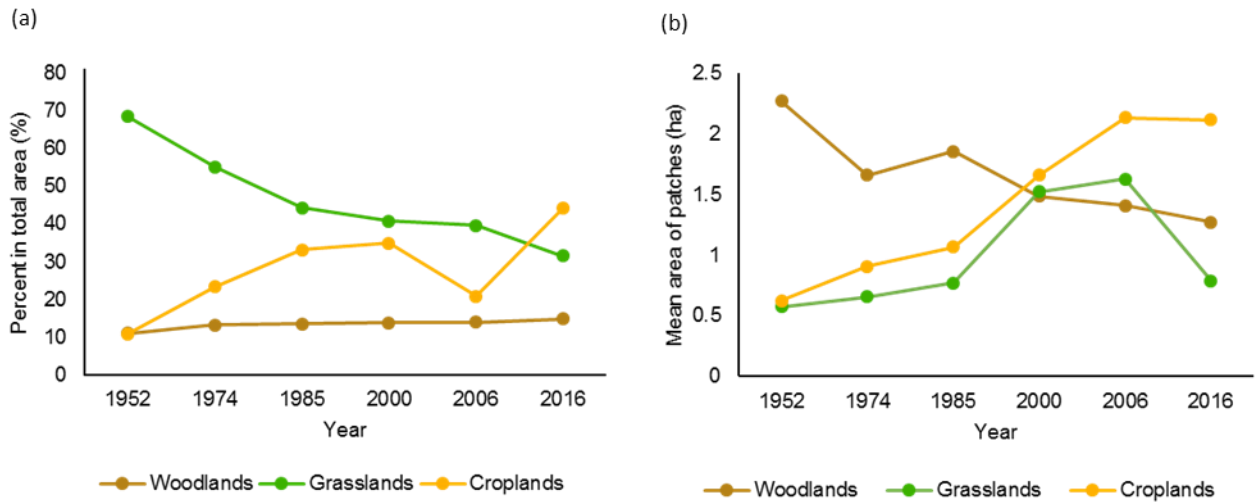 (a)
Percent in total area (%)
80
70
60
50
40
30
20
10
0
1952 1974 1985 2000 2006 2016
Year
Woodlands Grasslands Croplands
(b)
Mean area of patches (ha)
2.5
2
1.5
1
0.5
0
1952 1974 1985 2000 2006 2016
Year
Woodlands Grasslands Croplands